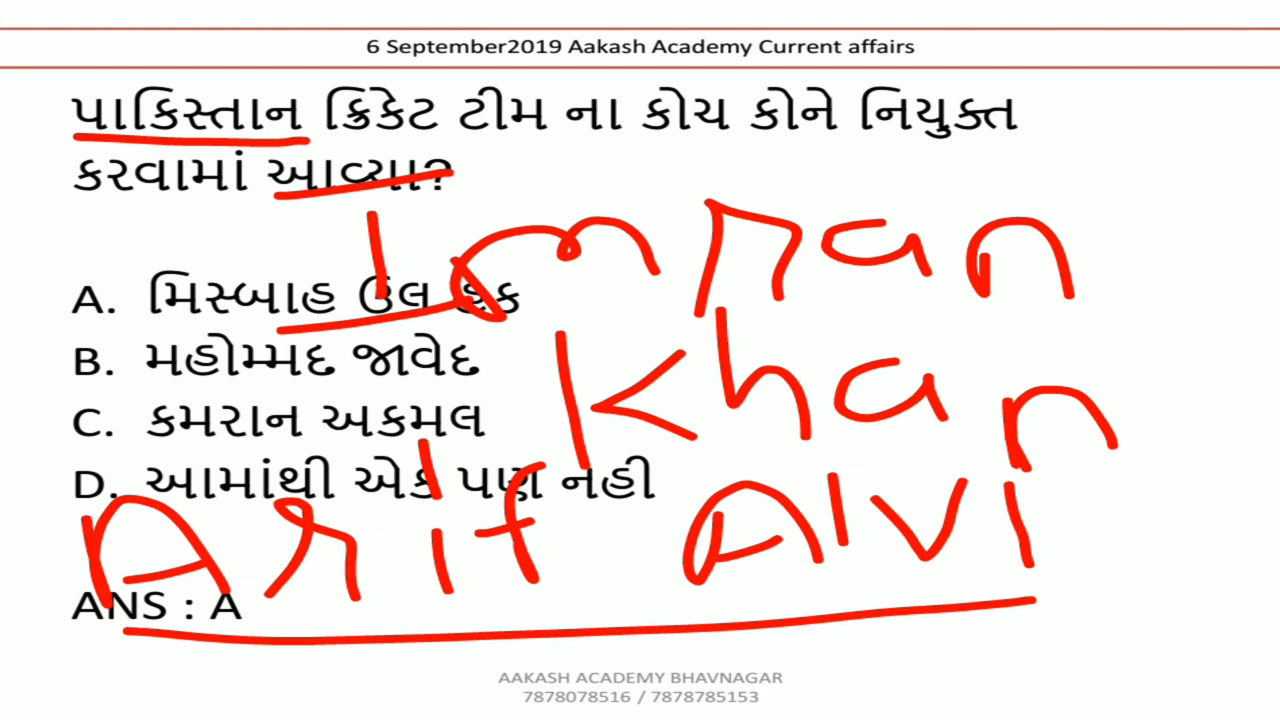 6 September2019 Aakash Academy Current affairs
પાકિસ્તાન ક્રિકેટ ટીમ ના કોચ કોને નિયુક્ત
કરવામાં આવ્યા?
Imran
A. મિસ્બાહ ઉલ હક
Khan
B. મહોમ્મદ જાવેદ
C. કમરાન અકમલ
D. આમાંથી એક પણ નહી
Arif Alvi
ANS : A
AAKASH ACADEMY BHAVNAGAR
7878078516 / 7878785153